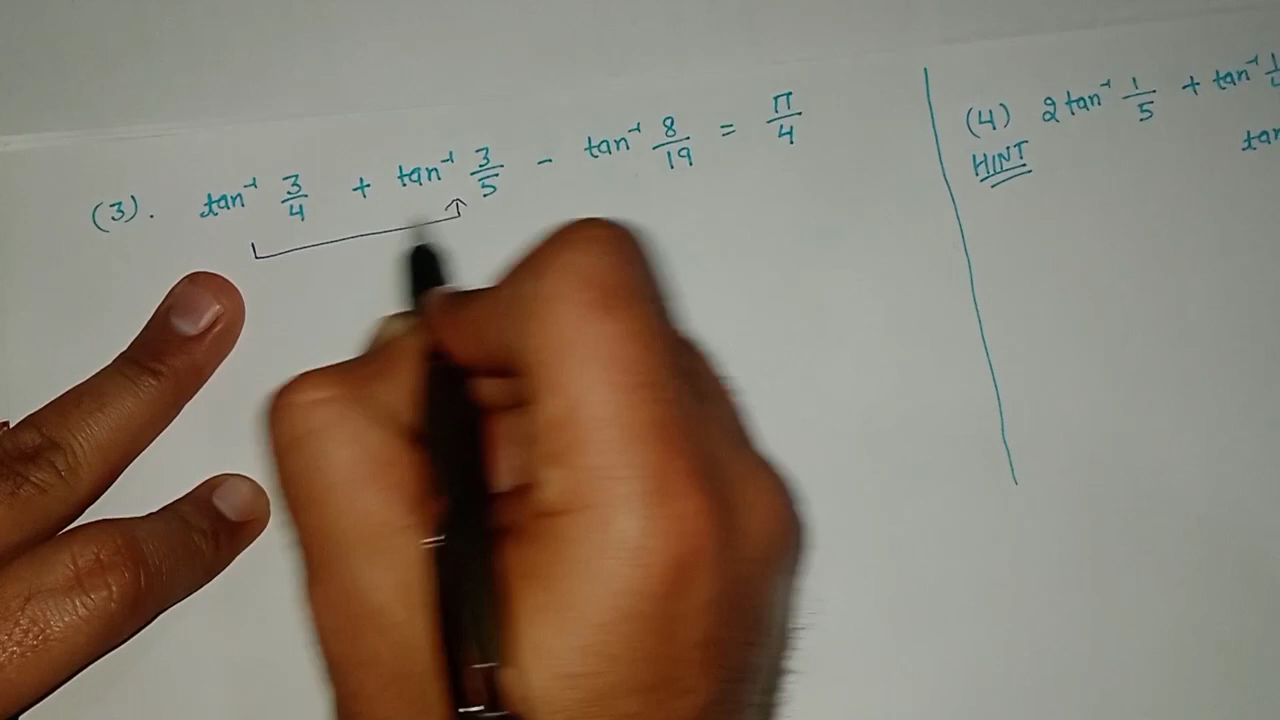 (3). tan⁻¹ 3/4 + tan⁻¹ 3/5 - tan⁻¹ 8/19 = π/4
(4) 2 tan⁻¹ 1/5 + tan⁻¹
HINT
tan